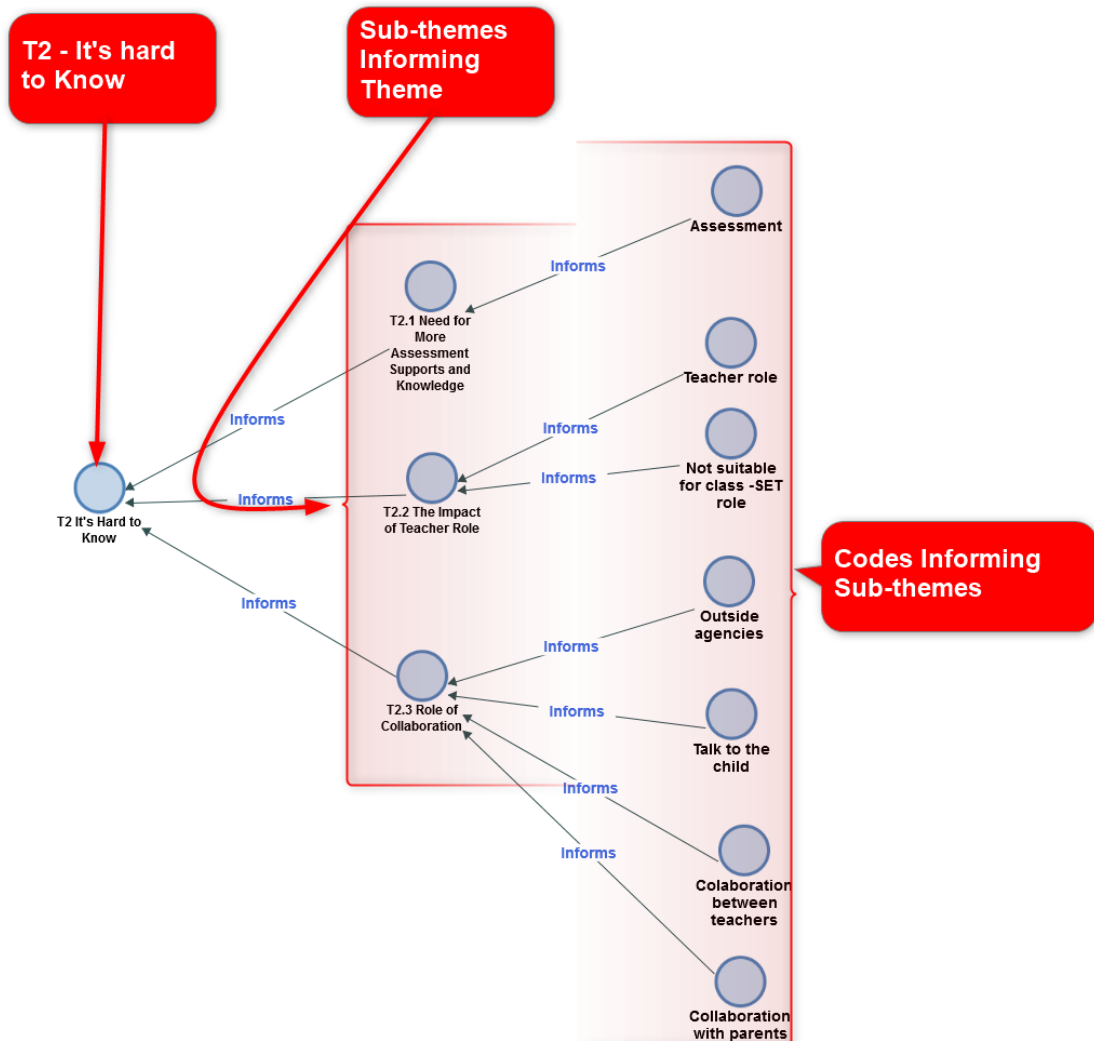 T2 - It's hard
to Know
Sub-themes
Informing
Theme
Assessment
Informs
T2.1 Need for
More
Assessment
Supports and
Knowledge
Teacher role
Informs
Informs
Not suitable
for class -SET
role
Informs
T2 It's Hard to
Know
Informs
T2.2 The Impact
of Teacher Role
Codes Informing
Sub-themes
Outside
agencies
Informs
Informs
T2.3 Role of
Collaboration
Informs
Talk to the
child
Informs
Colaboration
between
teachers
Informs
Collaboration
with parents